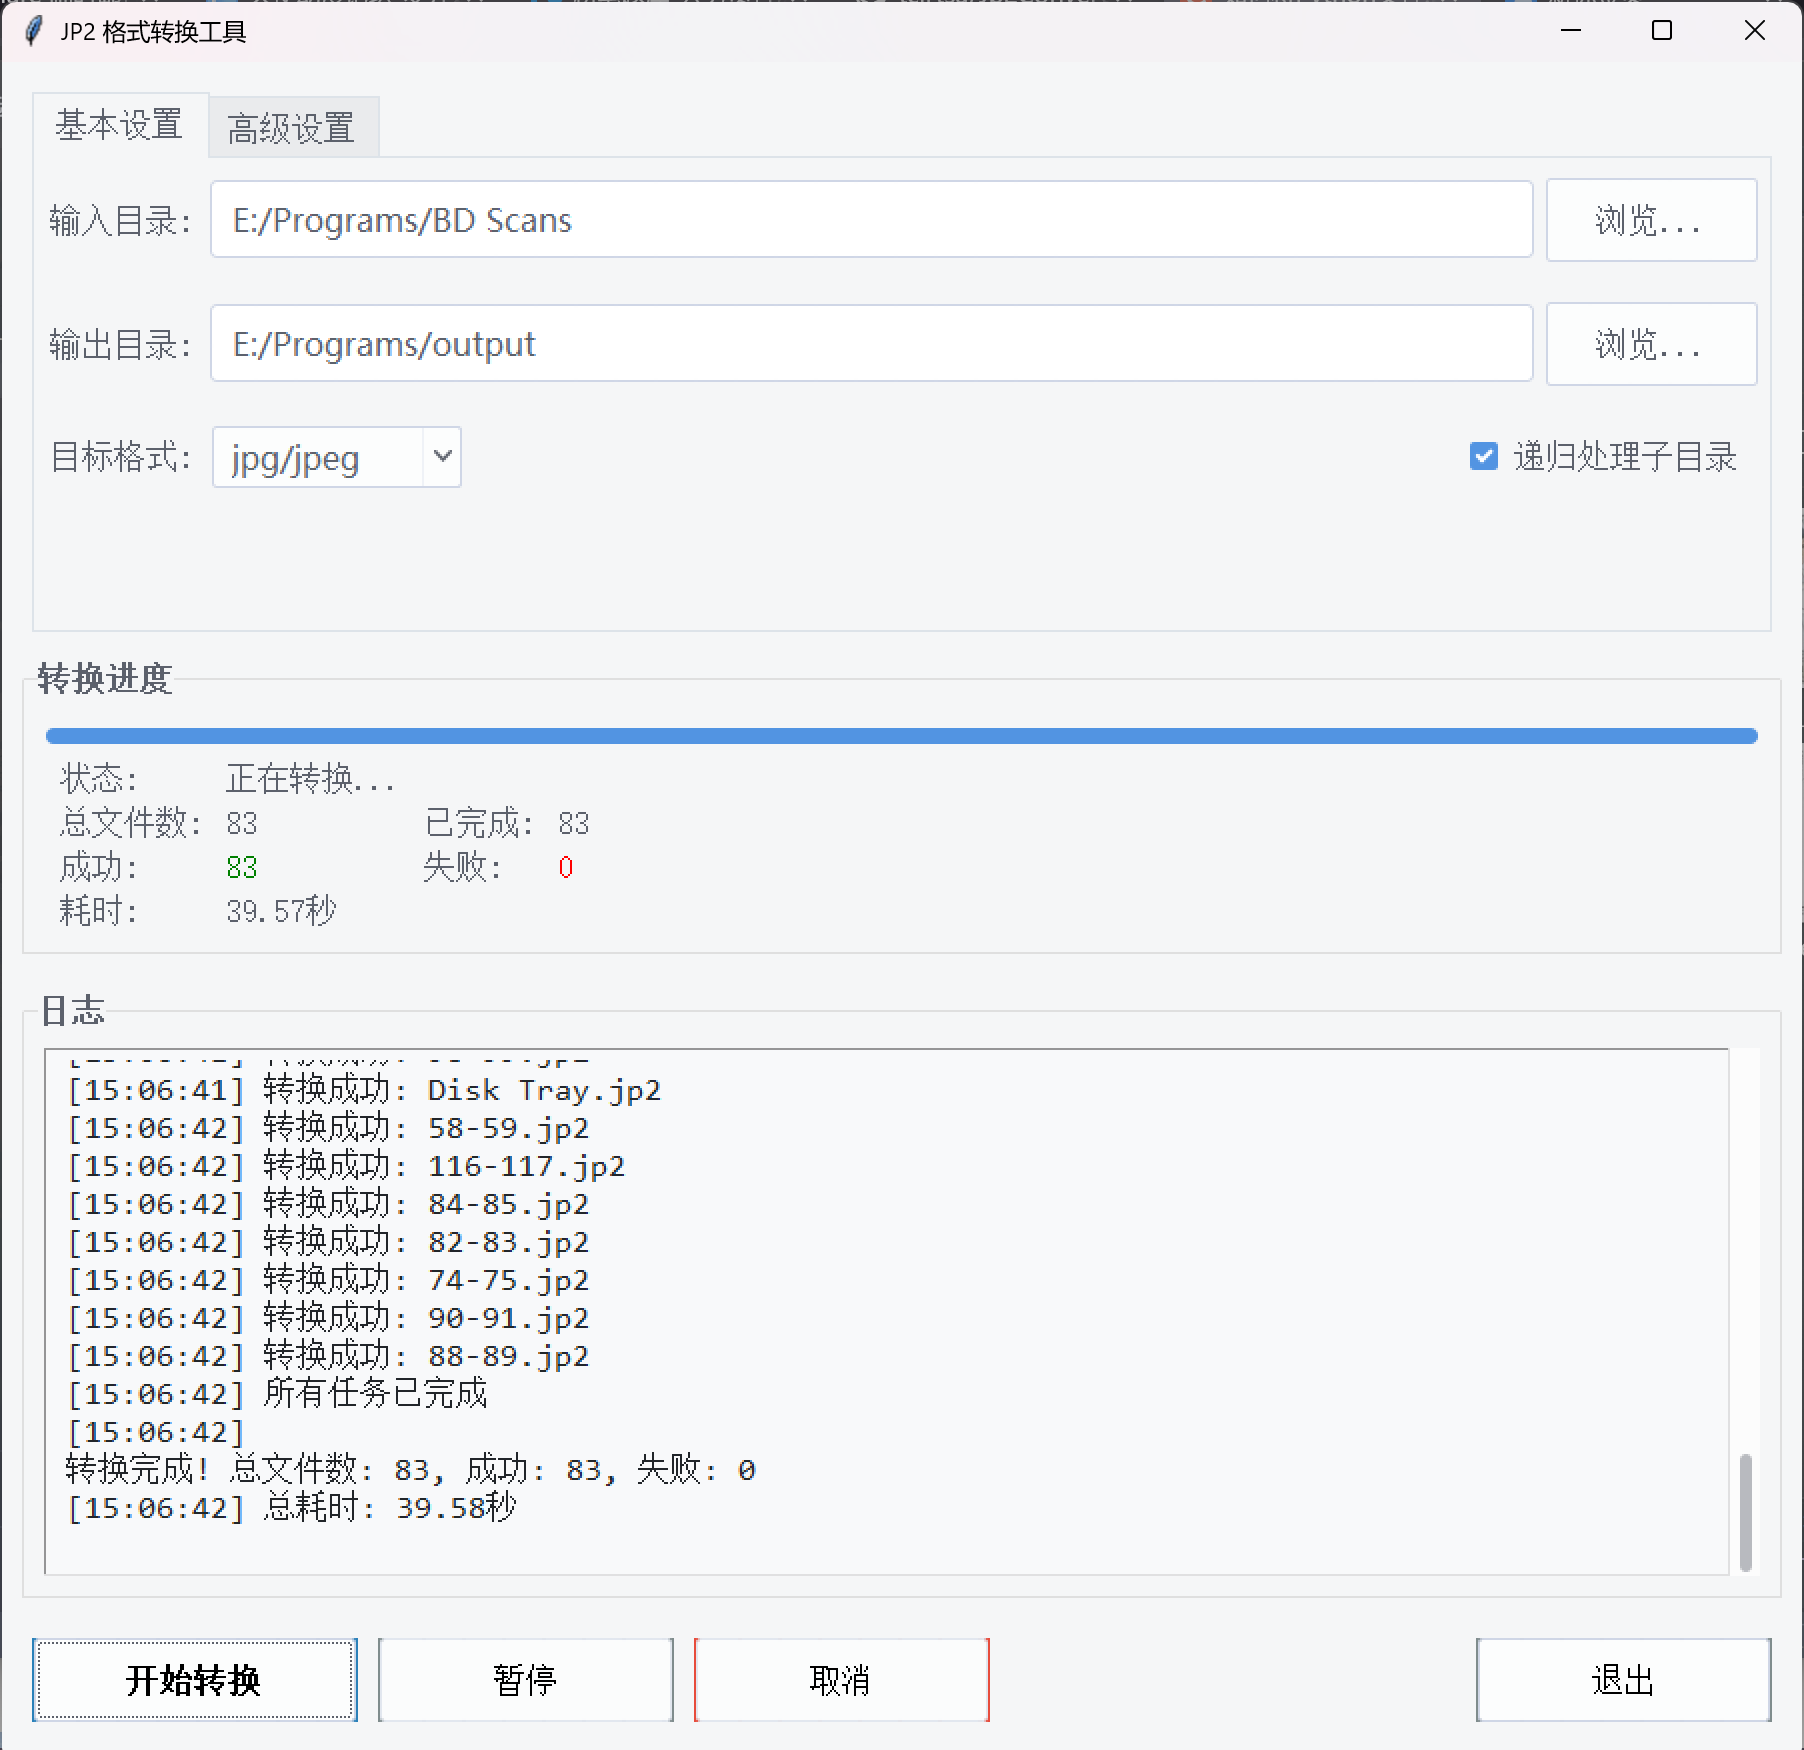 JP2 格式转换工具
基本设置 高级设置
输入目录: E:/Programs/BD Scans 浏览...
输出目录: E:/Programs/output 浏览...
目标格式: jpg/jpeg 递归处理子目录
转换进度
状态: 正在转换...
总文件数: 83 已完成: 83
成功: 83 失败: 0
耗时: 39.57秒
日志
[15:06:41] 转换成功: Disk Tray.jp2
[15:06:42] 转换成功: 58-59.jp2
[15:06:42] 转换成功: 116-117.jp2
[15:06:42] 转换成功: 84-85.jp2
[15:06:42] 转换成功: 82-83.jp2
[15:06:42] 转换成功: 74-75.jp2
[15:06:42] 转换成功: 90-91.jp2
[15:06:42] 转换成功: 88-89.jp2
[15:06:42] 所有任务已完成
[15:06:42]
转换完成! 总文件数: 83, 成功: 83, 失败: 0
[15:06:42] 总耗时: 39.58秒
开始转换 暂停 取消 退出